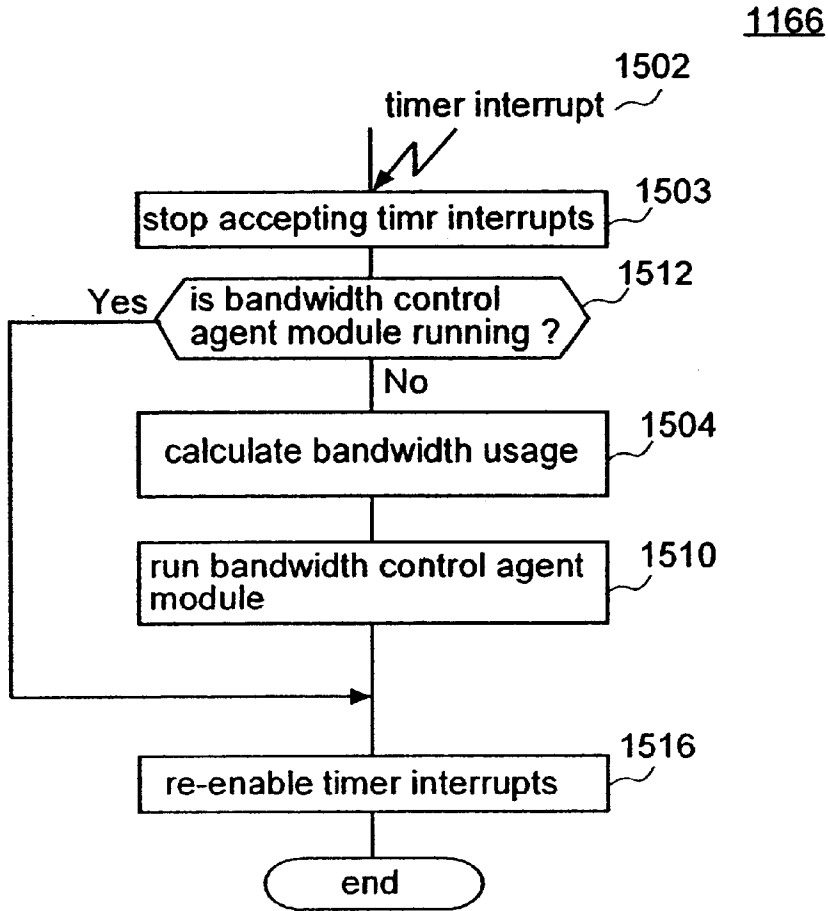 1166
1502
timer interrupt
1503
stop accepting timr interrupts
1512
Yes
is bandwidth control
agent module running ?
No
1504
calculate bandwidth usage
1510
run bandwidth control agent
module
1516
re-enable timer interrupts
end